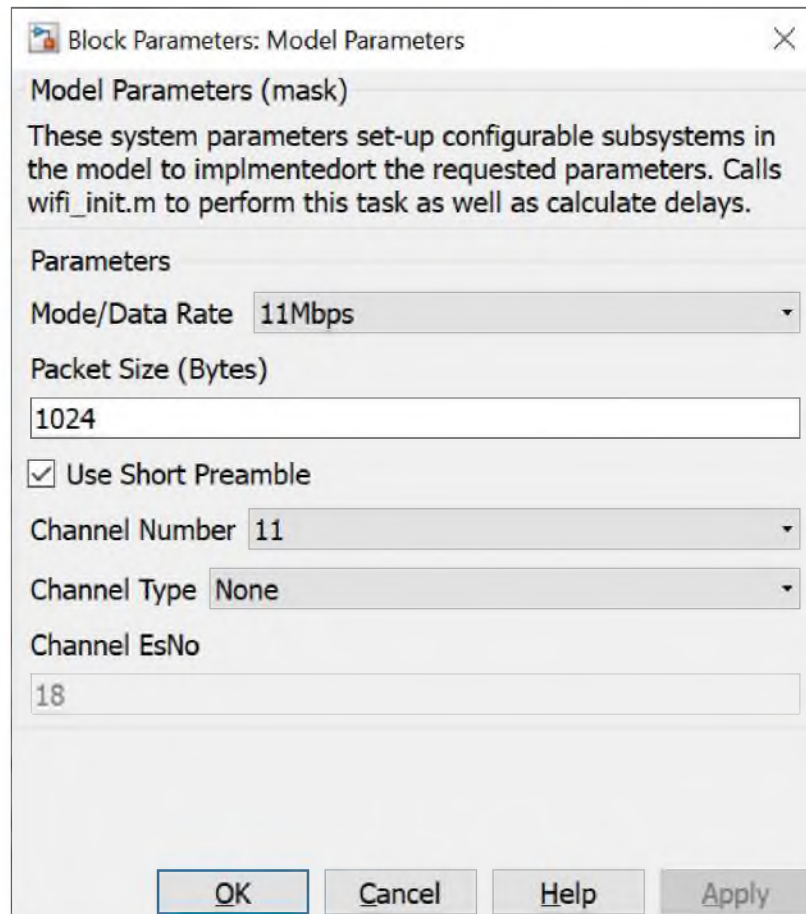 Block Parameters: Model Parameters
Model Parameters (mask)
These system parameters set-up configurable subsystems in
the model to implmentedort the requested parameters. Calls
wifi_init.m to perform this task as well as calculate delays.
Parameters
Mode/Data Rate 11Mbps
Packet Size (Bytes)
1024
Use Short Preamble
Channel Number 11
Channel Type None
Channel EsNo
18
OK Cancel Help Apply